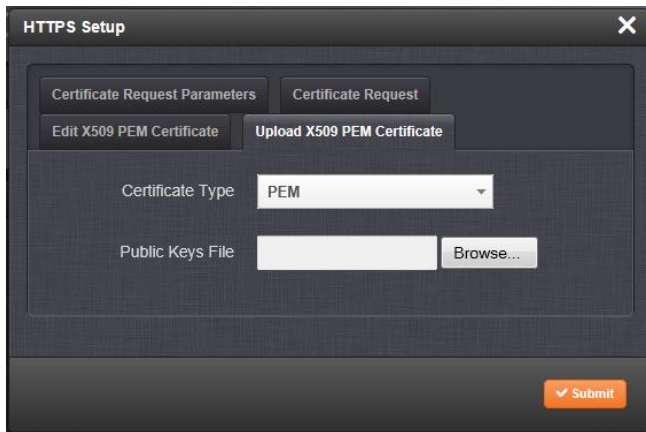 HTTPS Setup
Certificate Request Parameters Certificate Request
Edit X509 PEM Certificate Upload X509 PEM Certificate
Certificate Type PEM
Public Keys File Browse...
Submit